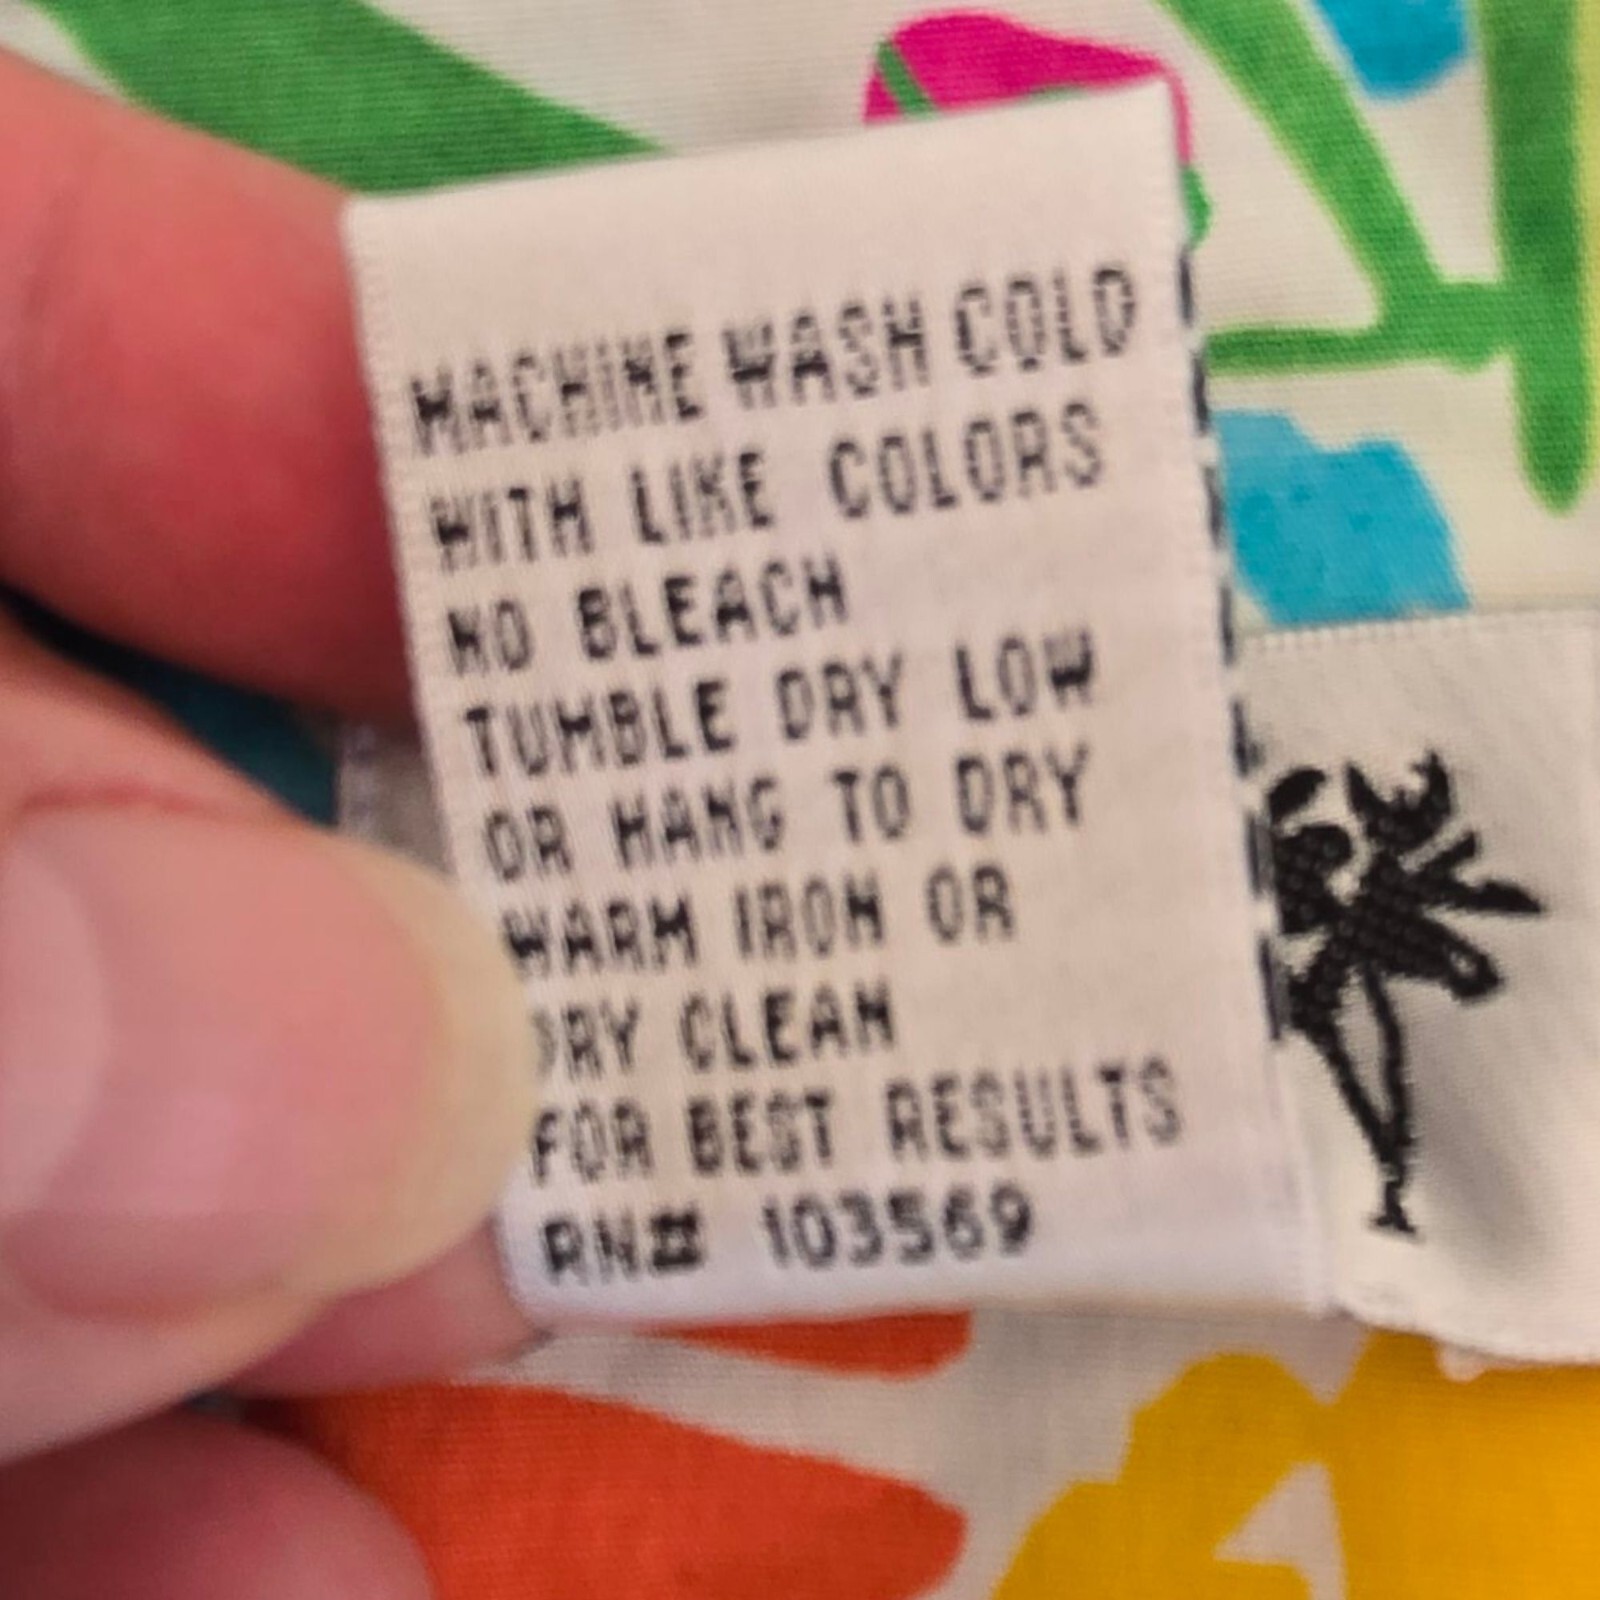 MACHINE WASH COLD
WITH LIKE COLORS
NO BLEACH
TUMBLE DRY LOW
OR HANG TO DRY
WARM IRON OR
DRY CLEAN
FOR BEST RESULTS
RN# 103569